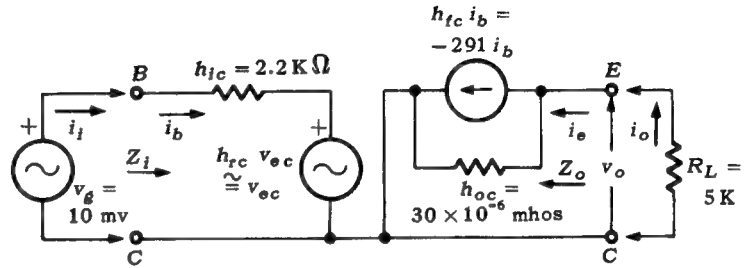 h_fc i_b =
−291 i_b
B
h_ic = 2.2 K Ω
E
+
i_i
i_b
+
i_e
i_o
Z_i
h_rc v_ec
≅ v_ec
Z_o
v_o
R_L =
5 K
v_g =
10 mv
h_oc =
30 × 10^-6 mhos
C
C